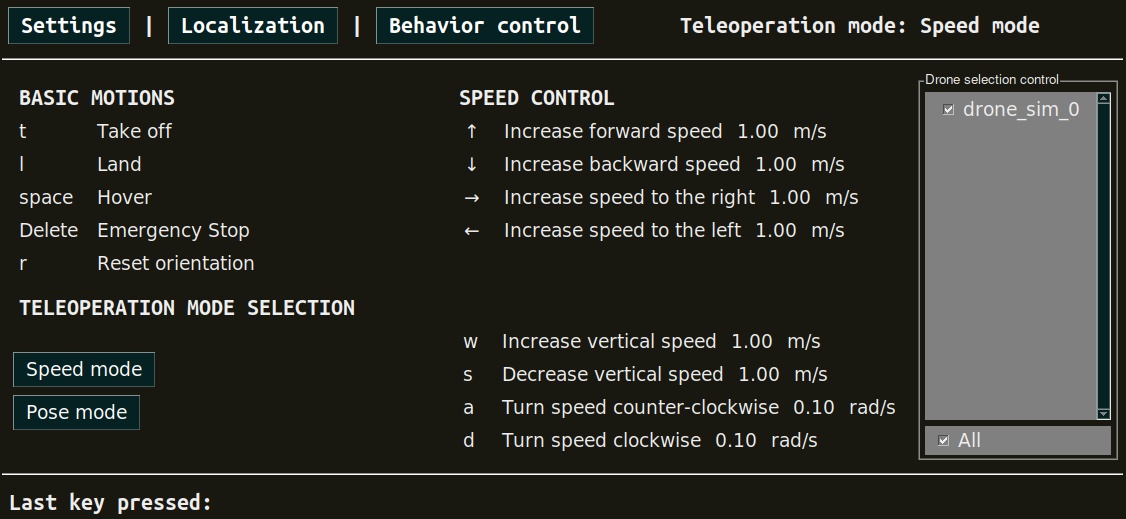 Settings | Localization | Behavior control Teleoperation mode: Speed mode
BASIC MOTIONS
t Take off
l Land
space Hover
Delete Emergency Stop
r Reset orientation
TELEOPERATION MODE SELECTION
Speed mode
Pose mode
SPEED CONTROL
↑ Increase forward speed 1.00 m/s
↓ Increase backward speed 1.00 m/s
→ Increase speed to the right 1.00 m/s
← Increase speed to the left 1.00 m/s
w Increase vertical speed 1.00 m/s
s Decrease vertical speed 1.00 m/s
a Turn speed counter-clockwise 0.10 rad/s
d Turn speed clockwise 0.10 rad/s
Drone selection control
drone_sim_0
All
Last key pressed: